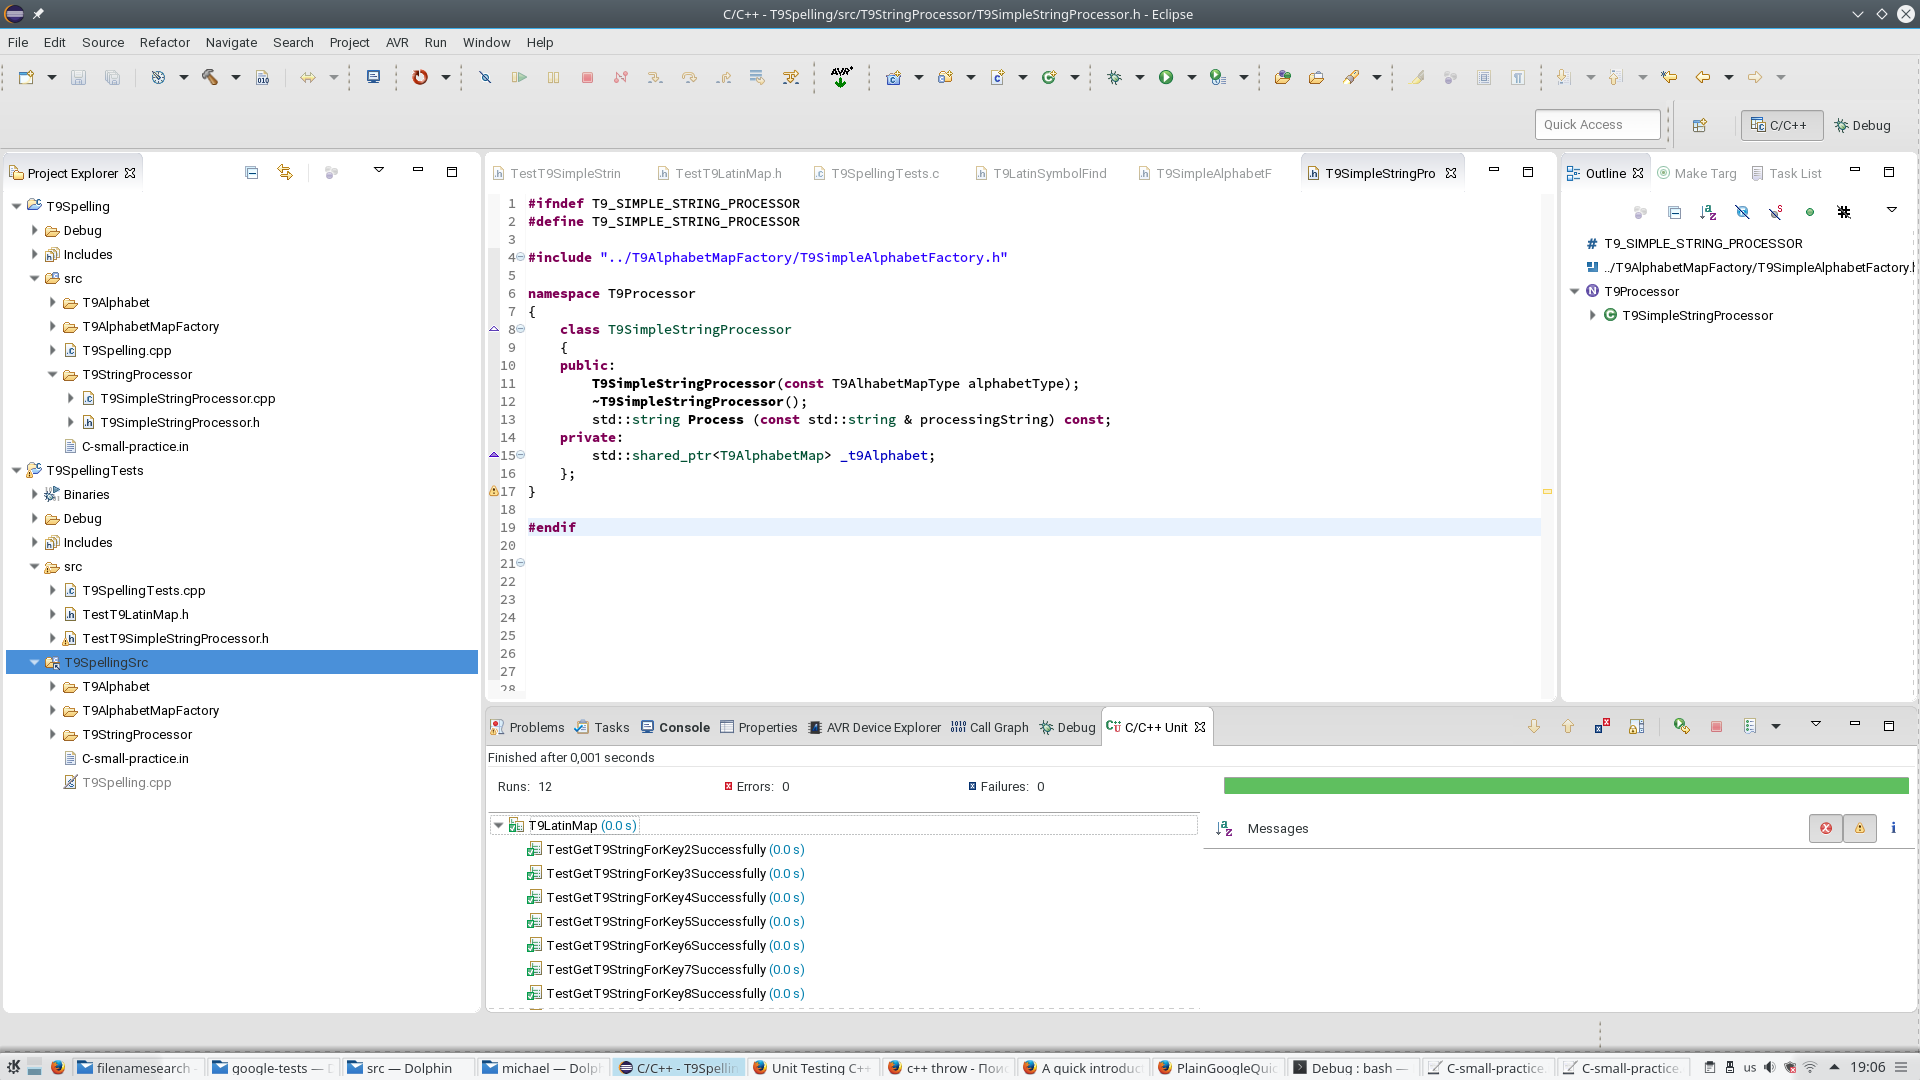 C/C++ - T9Spelling/src/T9StringProcessor/T9SimpleStringProcessor.h - Eclipse
File Edit Source Refactor Navigate Search Project AVR Run Window Help
Quick Access
C/C++
Debug
Project Explorer
T9Spelling
Debug
Includes
src
T9Alphabet
T9AlphabetMapFactory
T9Spelling.cpp
T9StringProcessor
T9SimpleStringProcessor.cpp
T9SimpleStringProcessor.h
C-small-practice.in
T9SpellingTests
Binaries
Debug
Includes
src
T9SpellingTests.cpp
TestT9LatinMap.h
TestT9SimpleStringProcessor.h
T9SpellingSrc
T9Alphabet
T9AlphabetMapFactory
T9StringProcessor
C-small-practice.in
T9Spelling.cpp
TestT9SimpleStrin TestT9LatinMap.h T9SpellingTests.c T9LatinSymbolFind T9SimpleAlphabetF T9SimpleStringPro
1 #ifndef T9_SIMPLE_STRING_PROCESSOR
2 #define T9_SIMPLE_STRING_PROCESSOR
3
4 #include "../T9AlphabetMapFactory/T9SimpleAlphabetFactory.h"
5
6 namespace T9Processor
7 {
8     class T9SimpleStringProcessor
9     {
10     public:
11         T9SimpleStringProcessor(const T9AlhabetMapType alphabetType);
12         ~T9SimpleStringProcessor();
13         std::string Process (const std::string & processingString) const;
14     private:
15         std::shared_ptr<T9AlphabetMap> _t9Alphabet;
16     };
17 }
18
19 #endif
20
21
22
23
24
25
26
27
28
Outline Make Targ Task List
T9_SIMPLE_STRING_PROCESSOR
../T9AlphabetMapFactory/T9SimpleAlphabetFactory.h
T9Processor
T9SimpleStringProcessor
Problems Tasks Console Properties AVR Device Explorer Call Graph Debug C/C++ Unit
Finished after 0,001 seconds
Runs: 12 Errors: 0 Failures: 0
T9LatinMap (0.0 s)
TestGetT9StringForKey2Successfully (0.0 s)
TestGetT9StringForKey3Successfully (0.0 s)
TestGetT9StringForKey4Successfully (0.0 s)
TestGetT9StringForKey5Successfully (0.0 s)
TestGetT9StringForKey6Successfully (0.0 s)
TestGetT9StringForKey7Successfully (0.0 s)
TestGetT9StringForKey8Successfully (0.0 s)
Messages
filenamesearch google-tests — src — Dolphin michael — Dolph C/C++ - T9Spellin Unit Testing C++ c++ throw - Пои A quick introduc PlainGoogleQuic Debug : bash — C-small-practice. C-small-practice. us 19:06